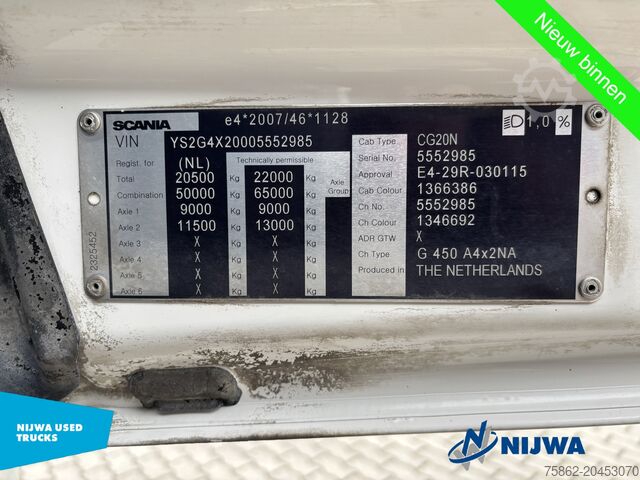 Nieuw binnen
SCANIA e4*2007/46*1128 1,0 %
VIN YS2G4X20005552985
Regist. for (NL) Technically permissible
Total 20500 Kg 22000 Kg Axle Group
Combination 50000 Kg 65000 Kg
Axle 1 9000 Kg 9000 Kg
Axle 2 11500 Kg 13000 Kg
Axle 3 X Kg X Kg
Axle 4 X Kg X Kg
Axle 5 X Kg X Kg
Axle 6 X Kg X Kg
Cab Type CG20N
Serial No. 5552985
Approval E4-29R-030115
Cab Colour 1366386
Ch No. 5552985
Ch Colour 1346692
ADR GTW X
Ch Type G 450 A4x2NA
Produced in THE NETHERLANDS
2325452
NIJWA USED
TRUCKS
NIJWA
75862-20453070